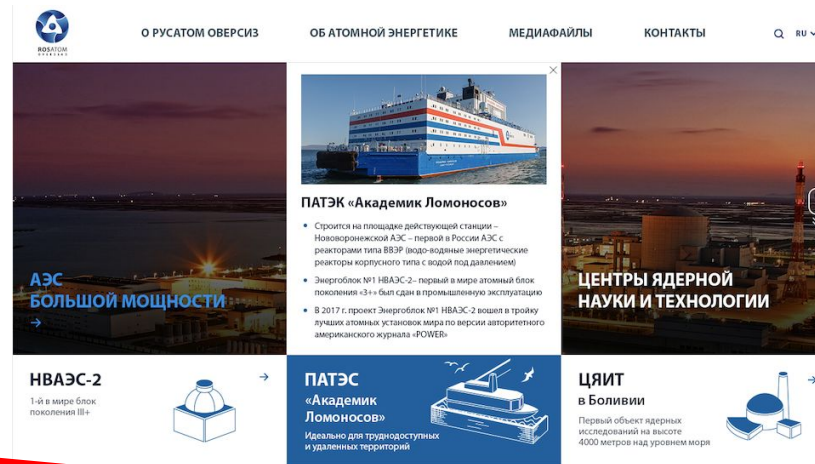 ROSATOM
О РУСАТОМ ОВЕРСИЗ
ОБ АТОМНОЙ ЭНЕРГЕТИКЕ
МЕДИАФАЙЛЫ
КОНТАКТЫ
RU
АЭС
БОЛЬШОЙ МОЩНОСТИ
ПАТЭК «Академик Ломоносов»
Строится на площадке действующей станции –
Нововоронежской АЭС – первой в России АЭС с
реакторами типа ВВЭР (водо-водяные энергетические
реакторы корпусного типа с водой под давлением)
Энергоблок №1 НВАЭС-2– первый в мире атомный блок
поколения «3+» был сдан в промышленную эксплуатацию
В 2017 г. проект Энергоблок №1 НВАЭС-2 вошел в тройку
лучших атомных установок мира по версии авторитетного
американского журнала «POWER»
ЦЕНТРЫ ЯДЕРНОЙ
НАУКИ И ТЕХНОЛОГИИ
НВАЭС-2
1-й в мире блок
поколения III+
ПАТЭС
«Академик
Ломоносов»
Идеально для труднодоступных
и удаленных территорий
ЦЯИТ
в Боливии
Первый объект ядерных
исследований на высоте
4000 метров над уровнем моря